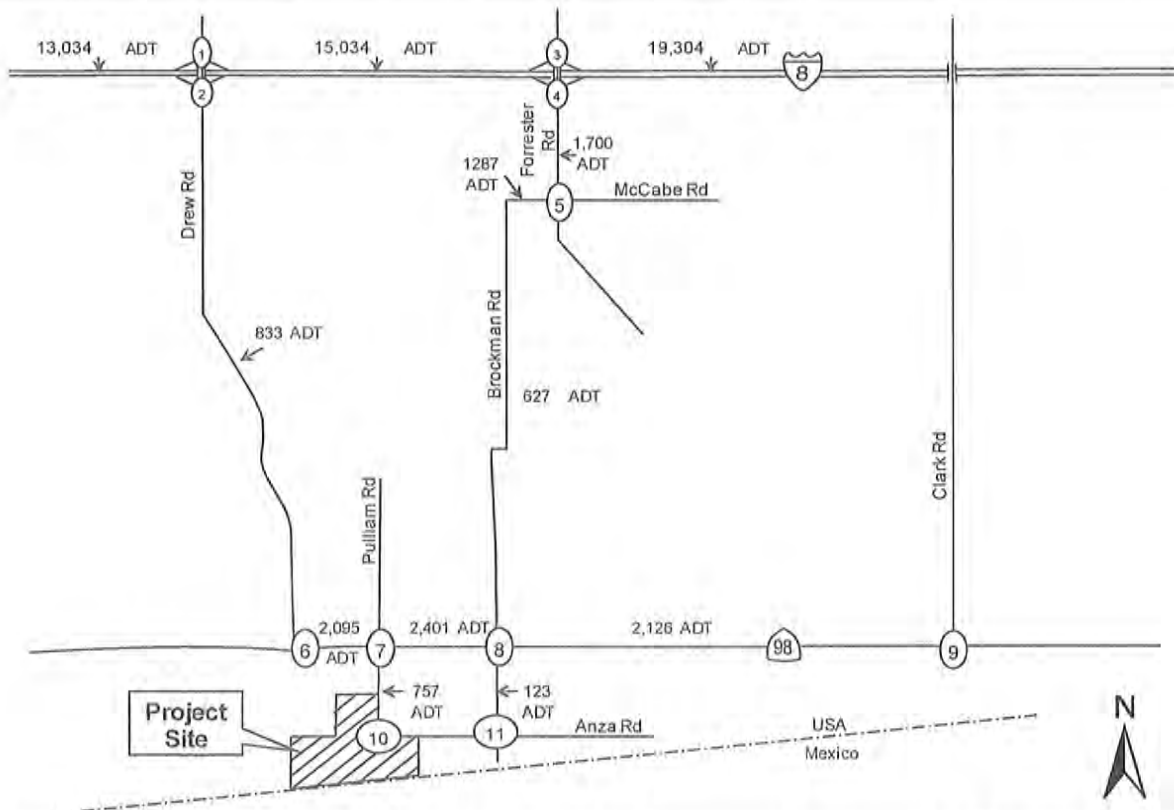 13,034 ADT
15,034 ADT
19,304 ADT
1
3
8
2
4
Forrester
Rd
1,700
ADT
1287
ADT
McCabe Rd
5
Drew Rd
833 ADT
Brockman Rd
627 ADT
Clark Rd
Pulliam Rd
2,095
ADT
2,401 ADT
2,126 ADT
6
7
8
98
9
757
ADT
123
ADT
Project
Site
10
11
Anza Rd
USA
Mexico
N